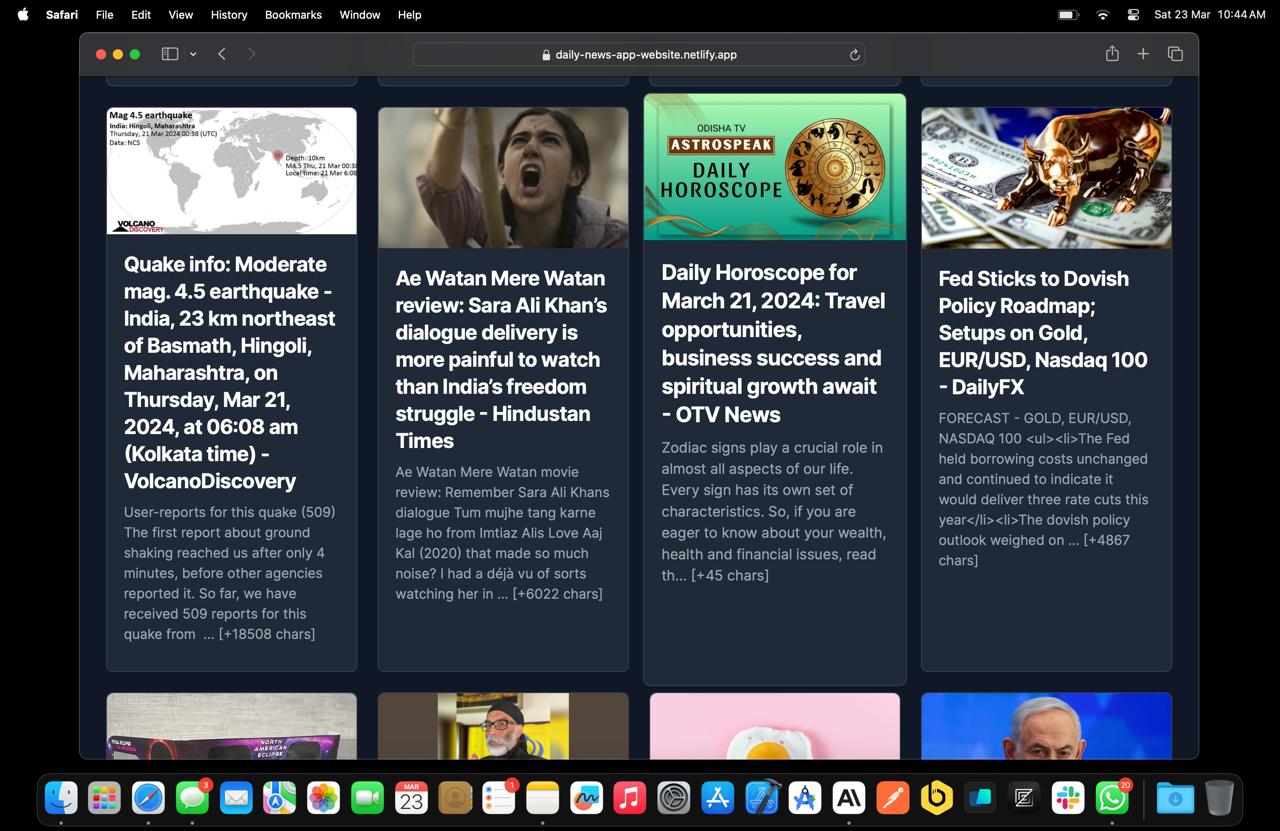 Safari File Edit View History Bookmarks Window Help Sat 23 Mar 10:44 AM
daily-news-app-website.netlify.app
Mag 4.5 earthquake
India: Hingoli, Maharashtra
Thursday, 21 Mar 2024 00:38 (UTC)
Data: NCS
Depth: 10km
M4.5 Thu, 21 Mar 00:38
Local time: 21 Mar 6:08
VOLCANO
DISCOVERY
Quake info: Moderate
mag. 4.5 earthquake -
India, 23 km northeast
of Basmath, Hingoli,
Maharashtra, on
Thursday, Mar 21,
2024, at 06:08 am
(Kolkata time) -
VolcanoDiscovery
User-reports for this quake (509)
The first report about ground
shaking reached us after only 4
minutes, before other agencies
reported it. So far, we have
received 509 reports for this
quake from … [+18508 chars]
Ae Watan Mere Watan
review: Sara Ali Khan’s
dialogue delivery is
more painful to watch
than India’s freedom
struggle - Hindustan
Times
Ae Watan Mere Watan movie
review: Remember Sara Ali Khans
dialogue Tum mujhe tang karne
lage ho from Imtiaz Alis Love Aaj
Kal (2020) that made so much
noise? I had a déjà vu of sorts
watching her in … [+6022 chars]
ODISHA TV
ASTROSPEAK
DAILY
HOROSCOPE
Daily Horoscope for
March 21, 2024: Travel
opportunities,
business success and
spiritual growth await
- OTV News
Zodiac signs play a crucial role in
almost all aspects of our life.
Every sign has its own set of
characteristics. So, if you are
eager to know about your wealth,
health and financial issues, read
th… [+45 chars]
100
Fed Sticks to Dovish
Policy Roadmap;
Setups on Gold,
EUR/USD, Nasdaq 100
- DailyFX
FORECAST - GOLD, EUR/USD,
NASDAQ 100 <ul><li>The Fed
held borrowing costs unchanged
and continued to indicate it
would deliver three rate cuts this
year</li><li>The dovish policy
outlook weighed on … [+4867
chars]
NORTH
AMERICAN
ECLIPSE
3
MAR
23
1
20